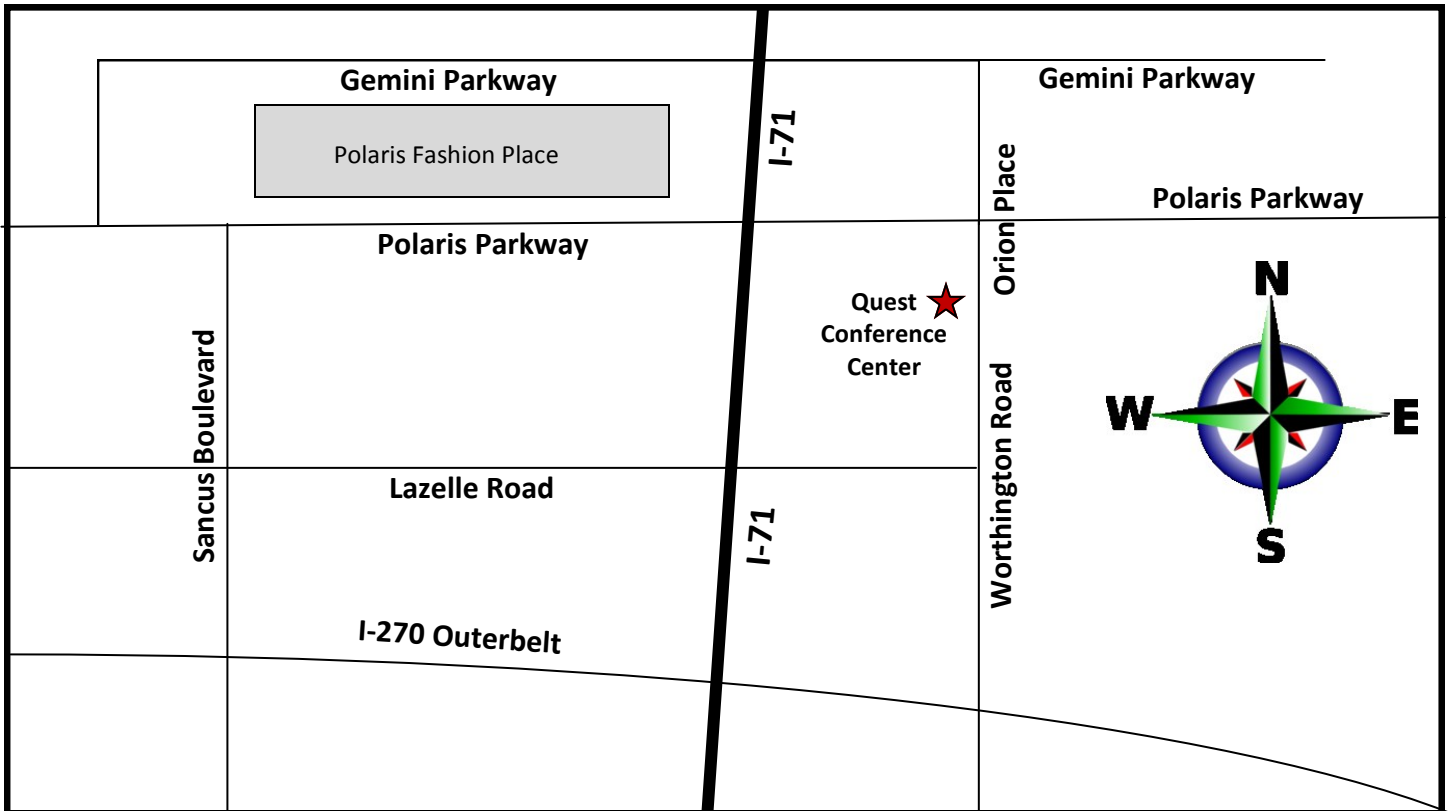 Gemini Parkway
Gemini Parkway
Polaris Fashion Place
I-71
Orion Place
Polaris Parkway
Polaris Parkway
N
Quest
Conference
Center
W
E
Sancus Boulevard
Worthington Road
Lazelle Road
I-71
S
I-270 Outerbelt